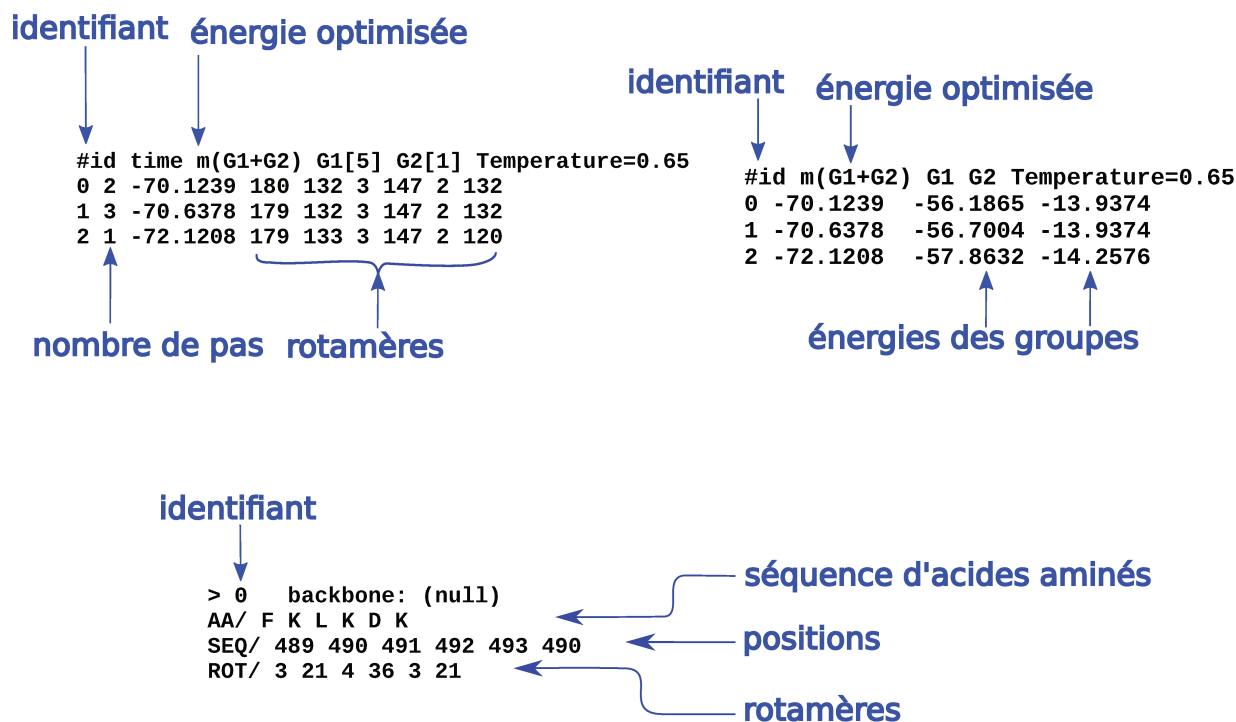 identifiant énergie optimisée
#id time m(G1+G2) G1[5] G2[1] Temperature=0.65
0 2 -70.1239 180 132 3 147 2 132
1 3 -70.6378 179 132 3 147 2 132
2 1 -72.1208 179 133 3 147 2 120
nombre de pas rotamères
identifiant énergie optimisée
#id m(G1+G2) G1 G2 Temperature=0.65
0 -70.1239 -56.1865 -13.9374
1 -70.6378 -56.7004 -13.9374
2 -72.1208 -57.8632 -14.2576
énergies des groupes
identifiant
> 0 backbone: (null)
AA/ F K L K D K
SEQ/ 489 490 491 492 493 490
ROT/ 3 21 4 36 3 21
séquence d'acides aminés
positions
rotamères